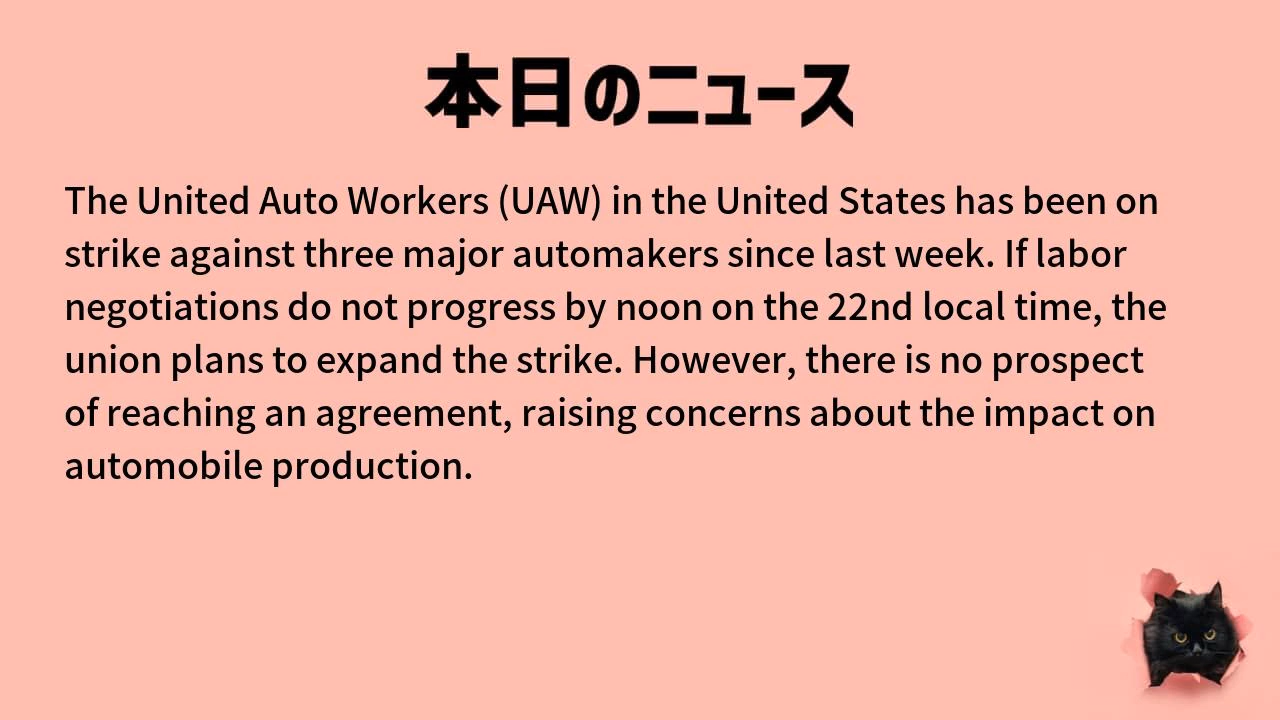 本日のニュース
The United Auto Workers (UAW) in the United States has been on
strike against three major automakers since last week. If labor
negotiations do not progress by noon on the 22nd local time, the
union plans to expand the strike. However, there is no prospect
of reaching an agreement, raising concerns about the impact on
automobile production.